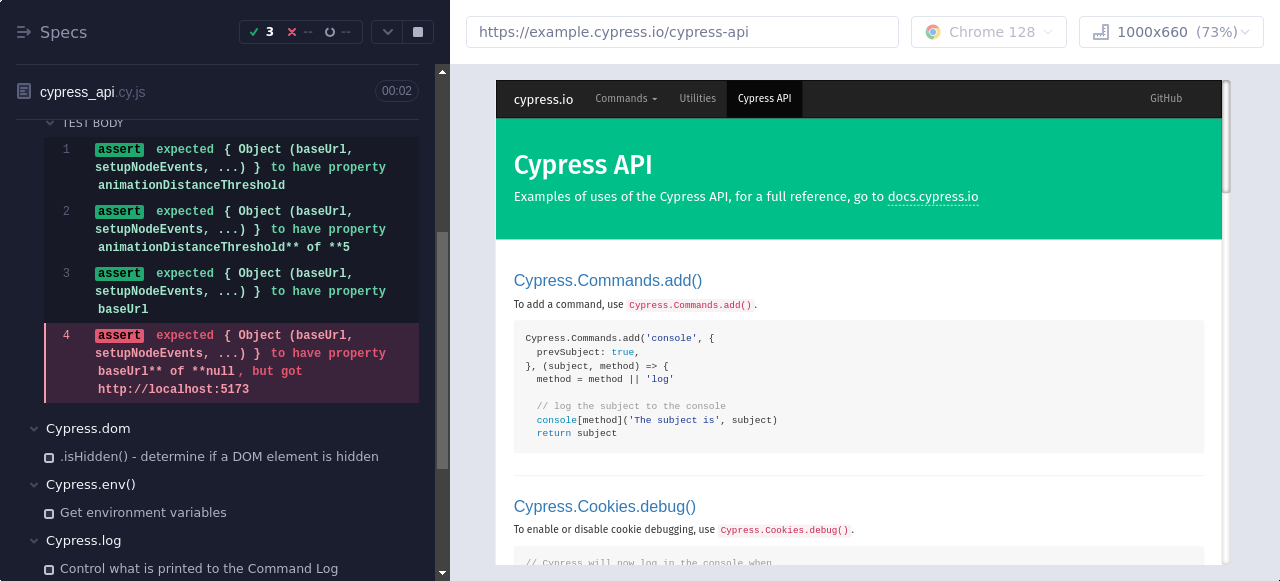 Specs
3
--
--
cypress_api.cy.js
00:02
TEST BODY
1 assert expected { Object (baseUrl,
setupNodeEvents, ...) } to have property
animationDistanceThreshold
2 assert expected { Object (baseUrl,
setupNodeEvents, ...) } to have property
animationDistanceThreshold** of **5
3 assert expected { Object (baseUrl,
setupNodeEvents, ...) } to have property
baseUrl
4 assert expected { Object (baseUrl,
setupNodeEvents, ...) } to have property
baseUrl** of **null, but got
http://localhost:5173
Cypress.dom
.isHidden() - determine if a DOM element is hidden
Cypress.env()
Get environment variables
Cypress.log
Control what is printed to the Command Log
https://example.cypress.io/cypress-api
Chrome 128
1000x660 (73%)
cypress.io
Commands
Utilities
Cypress API
GitHub
Cypress API
Examples of uses of the Cypress API, for a full reference, go to docs.cypress.io
Cypress.Commands.add()
To add a command, use Cypress.Commands.add().
Cypress.Commands.add('console', {
prevSubject: true,
}, (subject, method) => {
method = method || 'log'
// log the subject to the console
console[method]('The subject is', subject)
return subject
Cypress.Cookies.debug()
To enable or disable cookie debugging, use Cypress.Cookies.debug().
// Cypress will now log in the console when